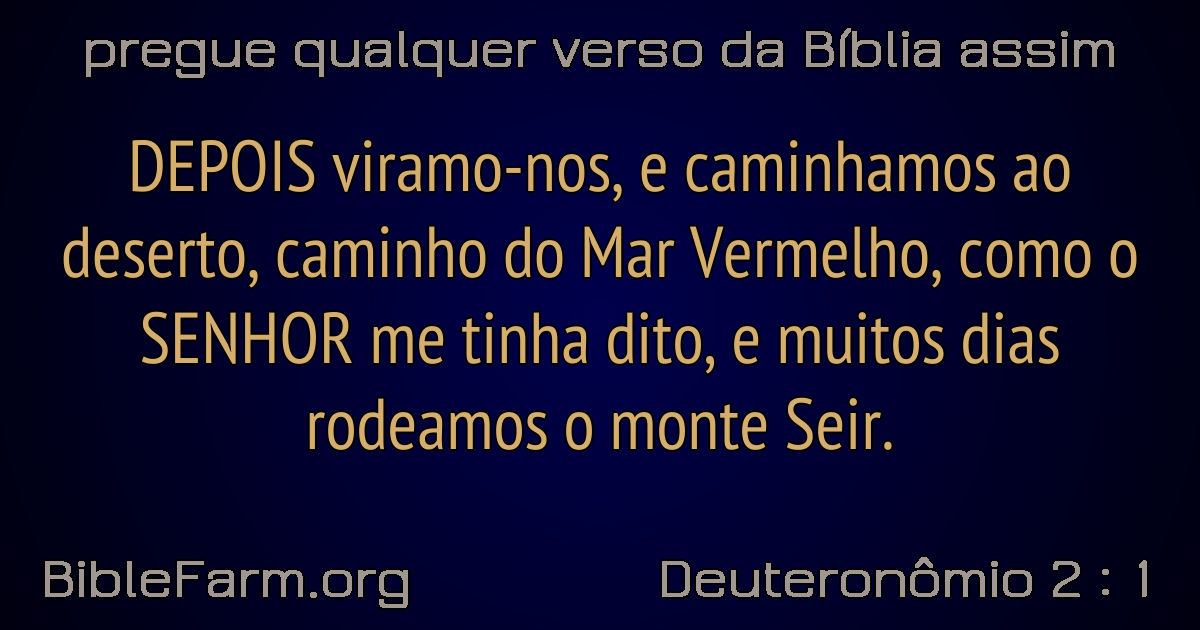 pregue qualquer verso da Bíblia assim
DEPOIS viramo-nos, e caminhamos ao
deserto, caminho do Mar Vermelho, como o
SENHOR me tinha dito, e muitos dias
rodeamos o monte Seir.
BibleFarm.org
Deuteronômio 2 : 1